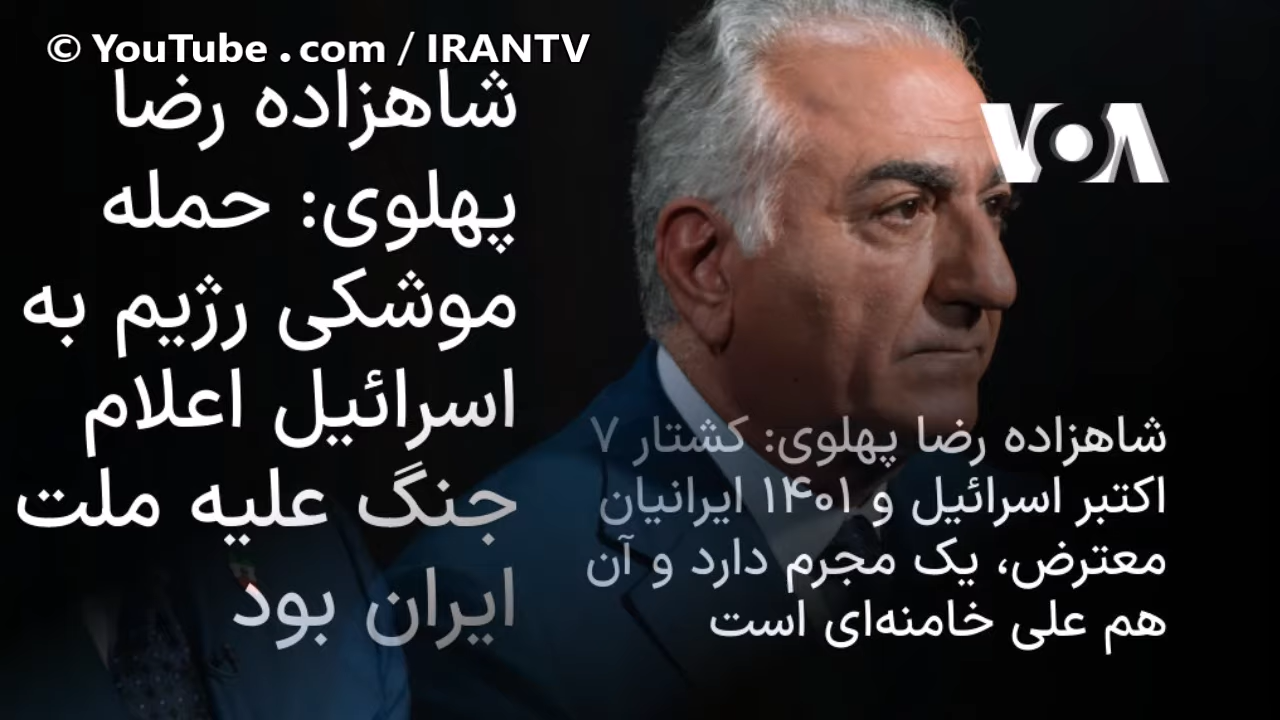 © YouTube . com / IRANTV
شاهزاده رضا
پهلوی: حمله
موشکی رژیم به
اسرائیل اعلام
جنگ علیه ملت
ایران بود
VOA
شاهزاده رضا پهلوی: کشتار ۷
اکتبر اسرائیل و ۱۴۰۱ ایرانیان
معترض، یک مجرم دارد و آن
هم علی خامنه‌ای است